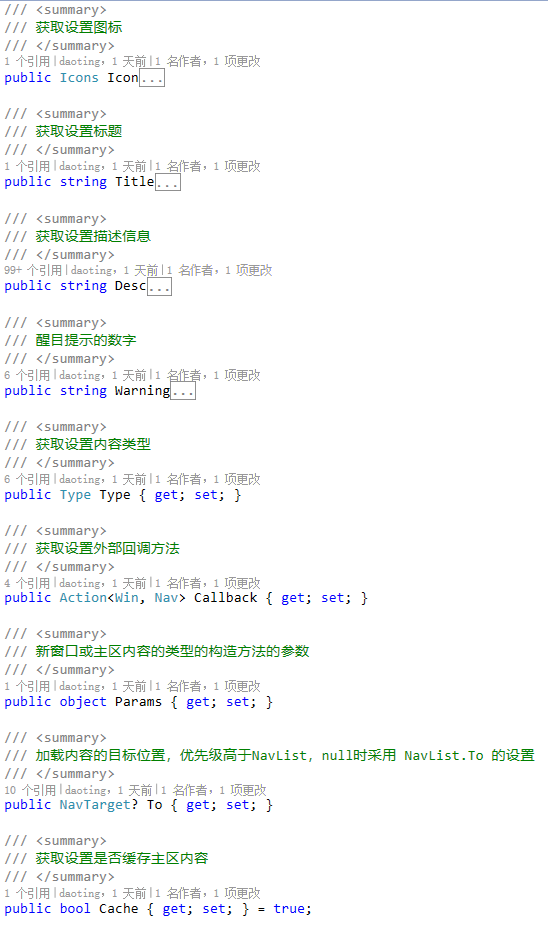 /// <summary>
/// 获取设置图标
/// </summary>
1 个引用|daoting，1 天前|1 名作者，1 项更改
public Icons Icon...
/// <summary>
/// 获取设置标题
/// </summary>
1 个引用|daoting，1 天前|1 名作者，1 项更改
public string Title...
/// <summary>
/// 获取设置描述信息
/// </summary>
99+ 个引用|daoting，1 天前|1 名作者，1 项更改
public string Desc...
/// <summary>
/// 醒目提示的数字
/// </summary>
6 个引用|daoting，1 天前|1 名作者，1 项更改
public string Warning...
/// <summary>
/// 获取设置内容类型
/// </summary>
6 个引用|daoting，1 天前|1 名作者，1 项更改
public Type Type { get; set; }
/// <summary>
/// 获取设置外部回调方法
/// </summary>
4 个引用|daoting，1 天前|1 名作者，1 项更改
public Action<Win, Nav> Callback { get; set; }
/// <summary>
/// 新窗口或主区内容的类型的构造方法的参数
/// </summary>
1 个引用|daoting，1 天前|1 名作者，1 项更改
public object Params { get; set; }
/// <summary>
/// 加载内容的目标位置，优先级高于NavList，null时采用 NavList.To 的设置
/// </summary>
10 个引用|daoting，1 天前|1 名作者，1 项更改
public NavTarget? To { get; set; }
/// <summary>
/// 获取设置是否缓存主区内容
/// </summary>
1 个引用|daoting，1 天前|1 名作者，1 项更改
public bool Cache { get; set; } = true;